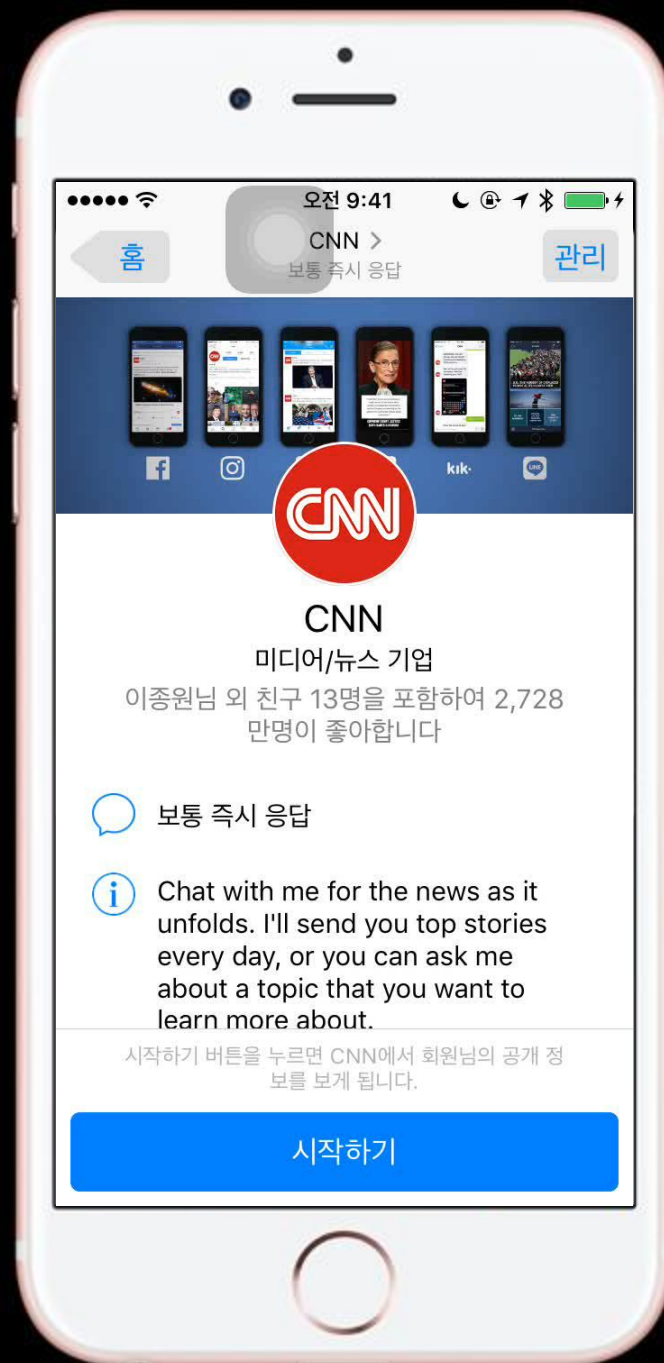 오전 9:41
홈
CNN >
보통 즉시 응답
관리
kik·
LINE
CNN
CNN
미디어/뉴스 기업
이종원님 외 친구 13명을 포함하여 2,728
만명이 좋아합니다
보통 즉시 응답
Chat with me for the news as it
unfolds. I'll send you top stories
every day, or you can ask me
about a topic that you want to
learn more about.
시작하기 버튼을 누르면 CNN에서 회원님의 공개 정
보를 보게 됩니다.
시작하기